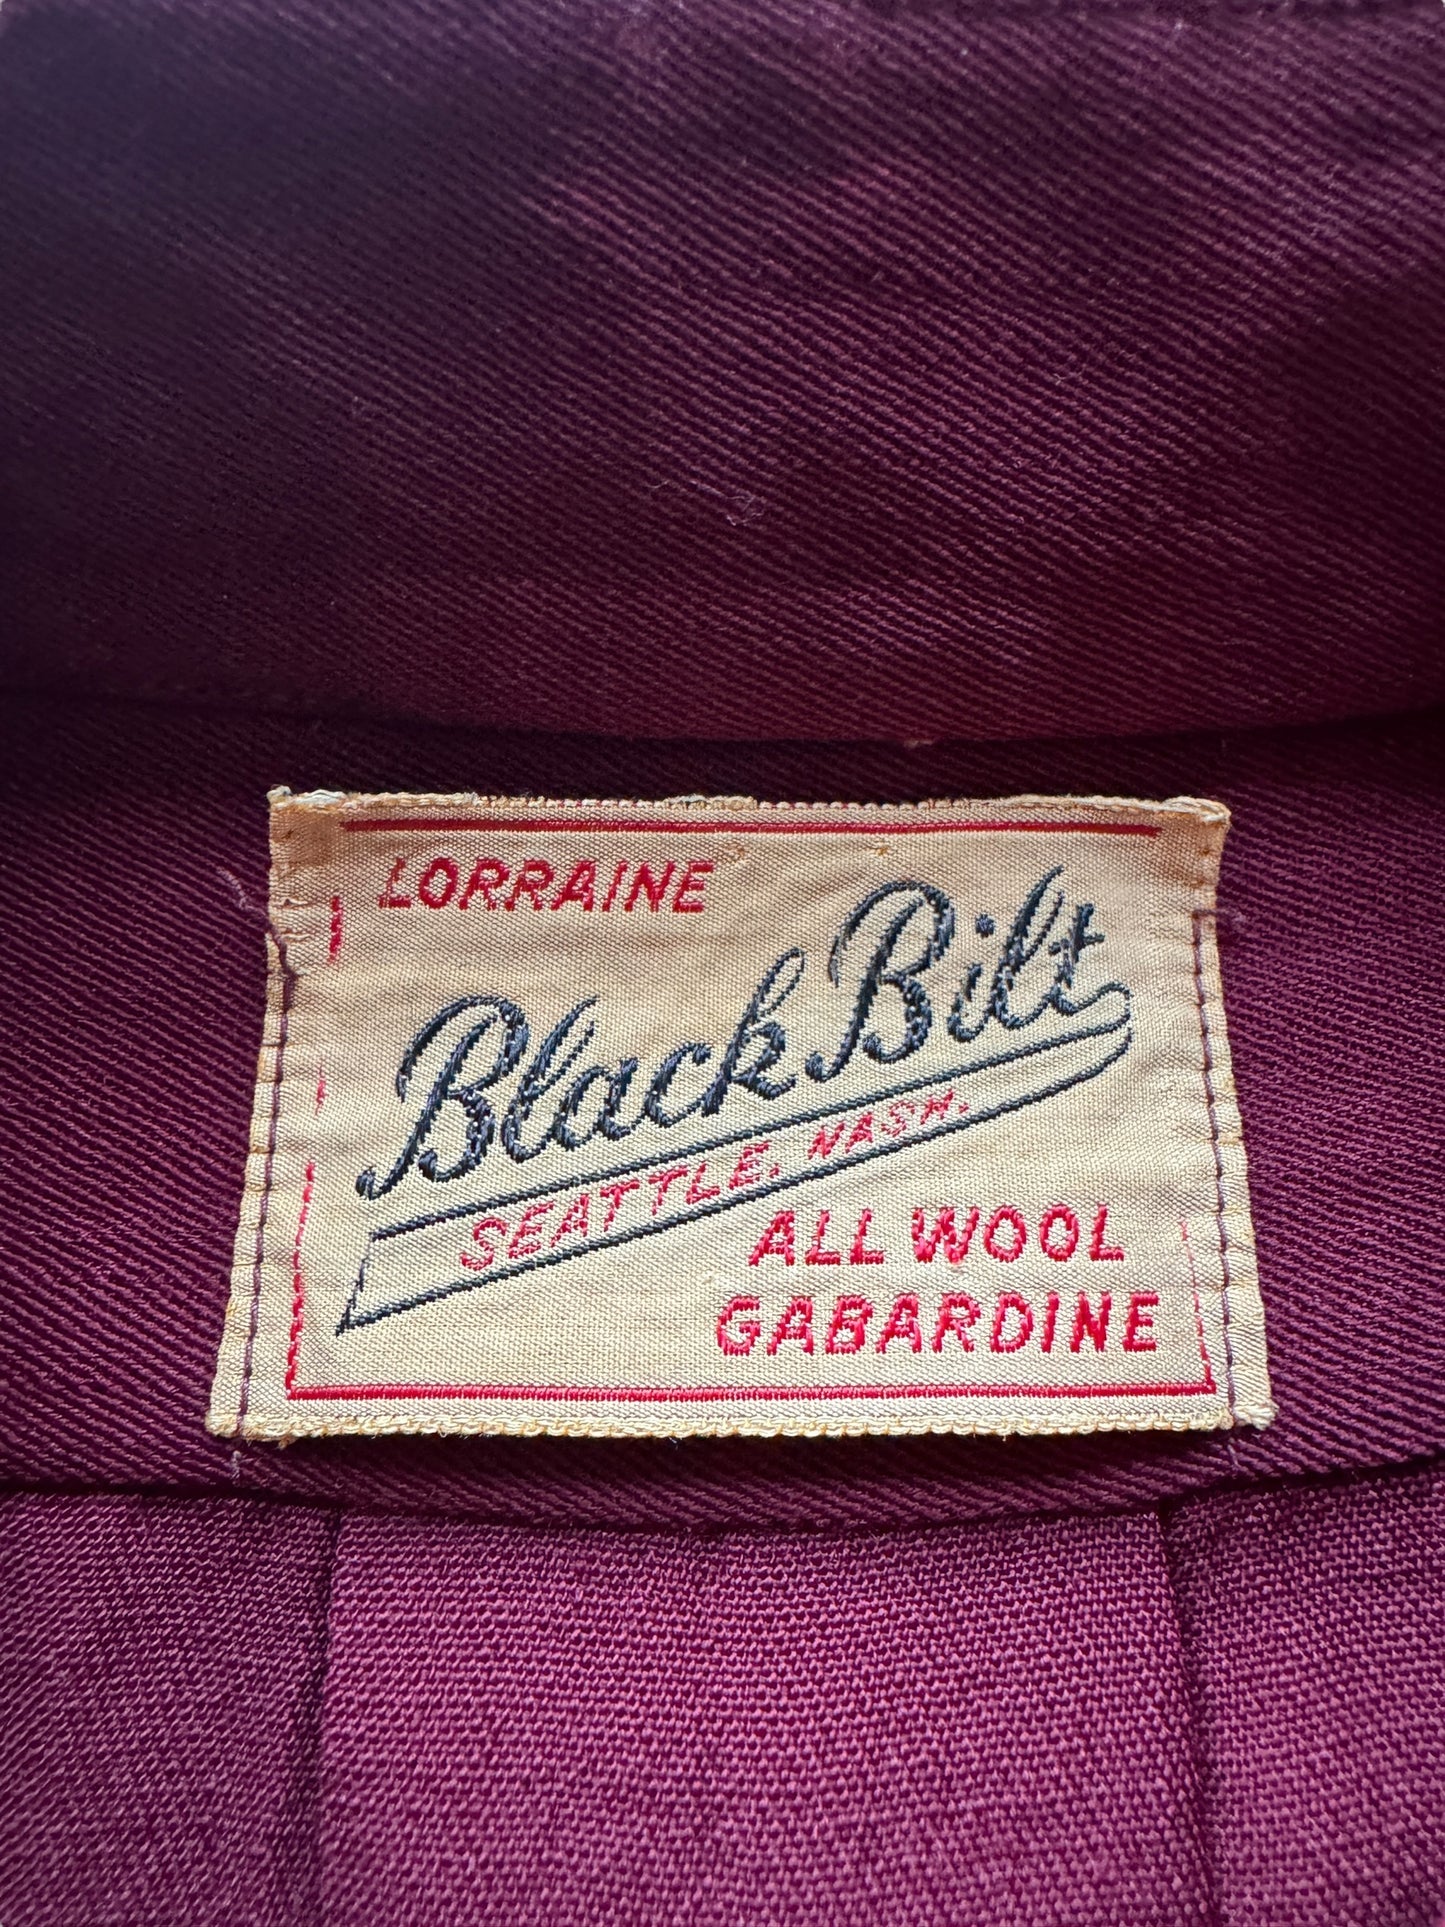 LORRAINE
Black Bilt
SEATTLE, WASH.
ALL WOOL
GABARDINE